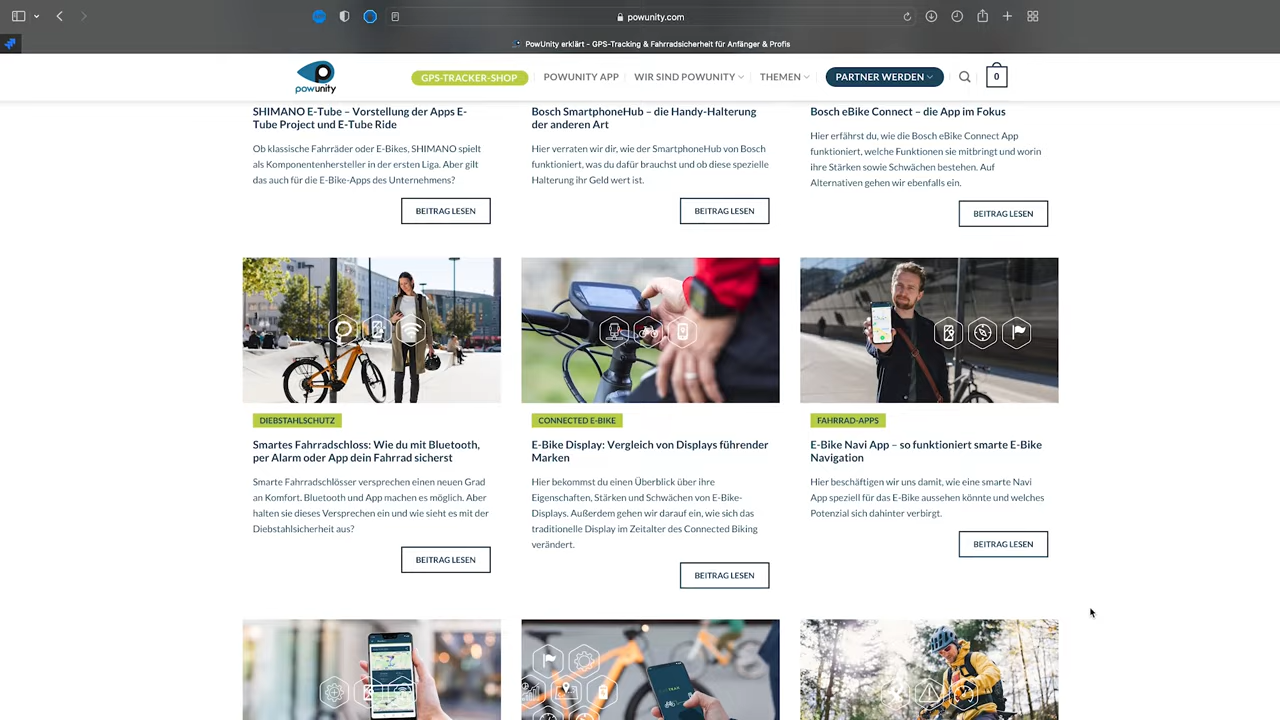 powunity.com
PowUnity erklärt - GPS-Tracking & Fahrradsicherheit für Anfänger & Profis
powunity
GPS-TRACKER-SHOP
POWUNITY APP
WIR SIND POWUNITY
THEMEN
PARTNER WERDEN
0
SHIMANO E-Tube – Vorstellung der Apps E-
Tube Project und E-Tube Ride
Ob klassische Fahrräder oder E-Bikes, SHIMANO spielt
als Komponentenhersteller in der ersten Liga. Aber gilt
das auch für die E-Bike-Apps des Unternehmens?
BEITRAG LESEN
Bosch SmartphoneHub – die Handy-Halterung
der anderen Art
Hier verraten wir dir, wie der SmartphoneHub von Bosch
funktioniert, was du dafür brauchst und ob diese spezielle
Halterung ihr Geld wert ist.
BEITRAG LESEN
Bosch eBike Connect – die App im Fokus
Hier erfährst du, wie die Bosch eBike Connect App
funktioniert, welche Funktionen sie mitbringt und worin
ihre Stärken sowie Schwächen bestehen. Auf
Alternativen gehen wir ebenfalls ein.
BEITRAG LESEN
DIEBSTAHLSCHUTZ
Smartes Fahrradschloss: Wie du mit Bluetooth,
per Alarm oder App dein Fahrrad sicherst
Smarte Fahrradschlösser versprechen einen neuen Grad
an Komfort. Bluetooth und App machen es möglich. Aber
halten sie dieses Versprechen ein und wie sieht es mit der
Diebstahlsicherheit aus?
BEITRAG LESEN
CONNECTED E-BIKE
E-Bike Display: Vergleich von Displays führender
Marken
Hier bekommst du einen Überblick über ihre
Eigenschaften, Stärken und Schwächen von E-Bike-
Displays. Außerdem gehen wir darauf ein, wie sich das
traditionelle Display im Zeitalter des Connected Biking
verändert.
BEITRAG LESEN
FAHRRAD-APPS
E-Bike Navi App – so funktioniert smarte E-Bike
Navigation
Hier beschäftigen wir uns damit, wie eine smarte Navi
App speziell für das E-Bike aussehen könnte und welches
Potenzial sich dahinter verbirgt.
BEITRAG LESEN